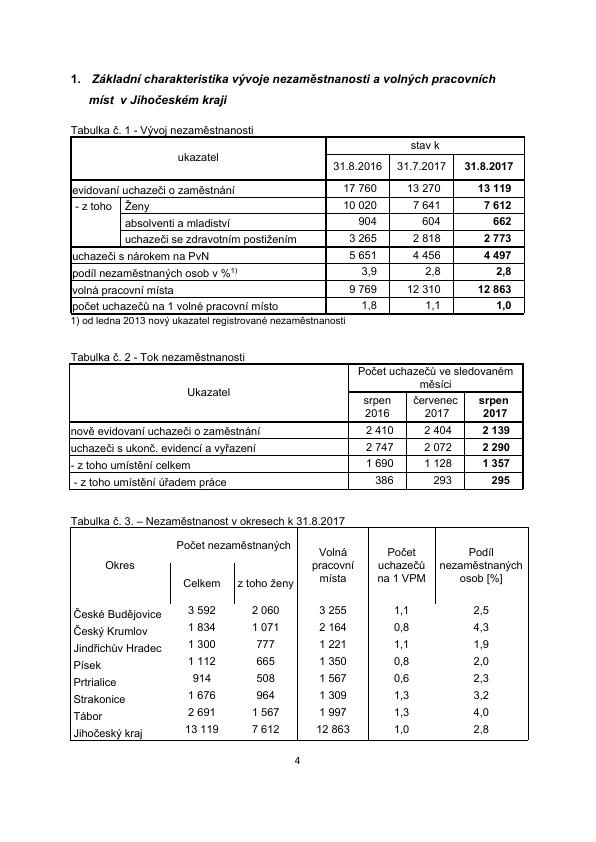 1. Základní charakteristika vývoje nezaměstnanosti a volných pracovních
míst v Jihočeském kraji
Tabulka č. 1 - Vývoj nezaměstnanosti
ukazatel stav k
31.8.2016 31.7.2017 31.8.2017
evidovaní uchazeči o zaměstnání 17 760 13 270 13 119
- z toho Ženy 10 020 7 641 7 612
absolventi a mladiství 904 604 662
uchazeči se zdravotním postižením 3 265 2 818 2 773
uchazeči s nárokem na PvN 5 651 4 456 4 497
podíl nezaměstnaných osob v %1) 3,9 2,8 2,8
volná pracovní místa 9 769 12 310 12 863
počet uchazečů na 1 volné pracovní místo 1,8 1,1 1,0
1) od ledna 2013 nový ukazatel registrované nezaměstnanosti
Tabulka č. 2 - Tok nezaměstnanosti
Ukazatel Počet uchazečů ve sledovaném
měsíci
srpen červenec srpen
2016 2017 2017
nově evidovaní uchazeči o zaměstnání 2 410 2 404 2 139
uchazeči s ukonč. evidencí a vyřazení 2 747 2 072 2 290
- z toho umístění celkem 1 690 1 128 1 357
- z toho umístění úřadem práce 386 293 295
Tabulka č. 3. – Nezaměstnanost v okresech k 31.8.2017
Okres Počet nezaměstnaných Volná Počet Podíl
pracovní uchazečů nezaměstnaných
místa na 1 VPM osob [%]
Celkem z toho ženy
České Budějovice 3 592 2 060 3 255 1,1 2,5
Český Krumlov 1 834 1 071 2 164 0,8 4,3
Jindřichův Hradec 1 300 777 1 221 1,1 1,9
Písek 1 112 665 1 350 0,8 2,0
Prtrialice 914 508 1 567 0,6 2,3
Strakonice 1 676 964 1 309 1,3 3,2
Tábor 2 691 1 567 1 997 1,3 4,0
Jihočeský kraj 13 119 7 612 12 863 1,0 2,8
4